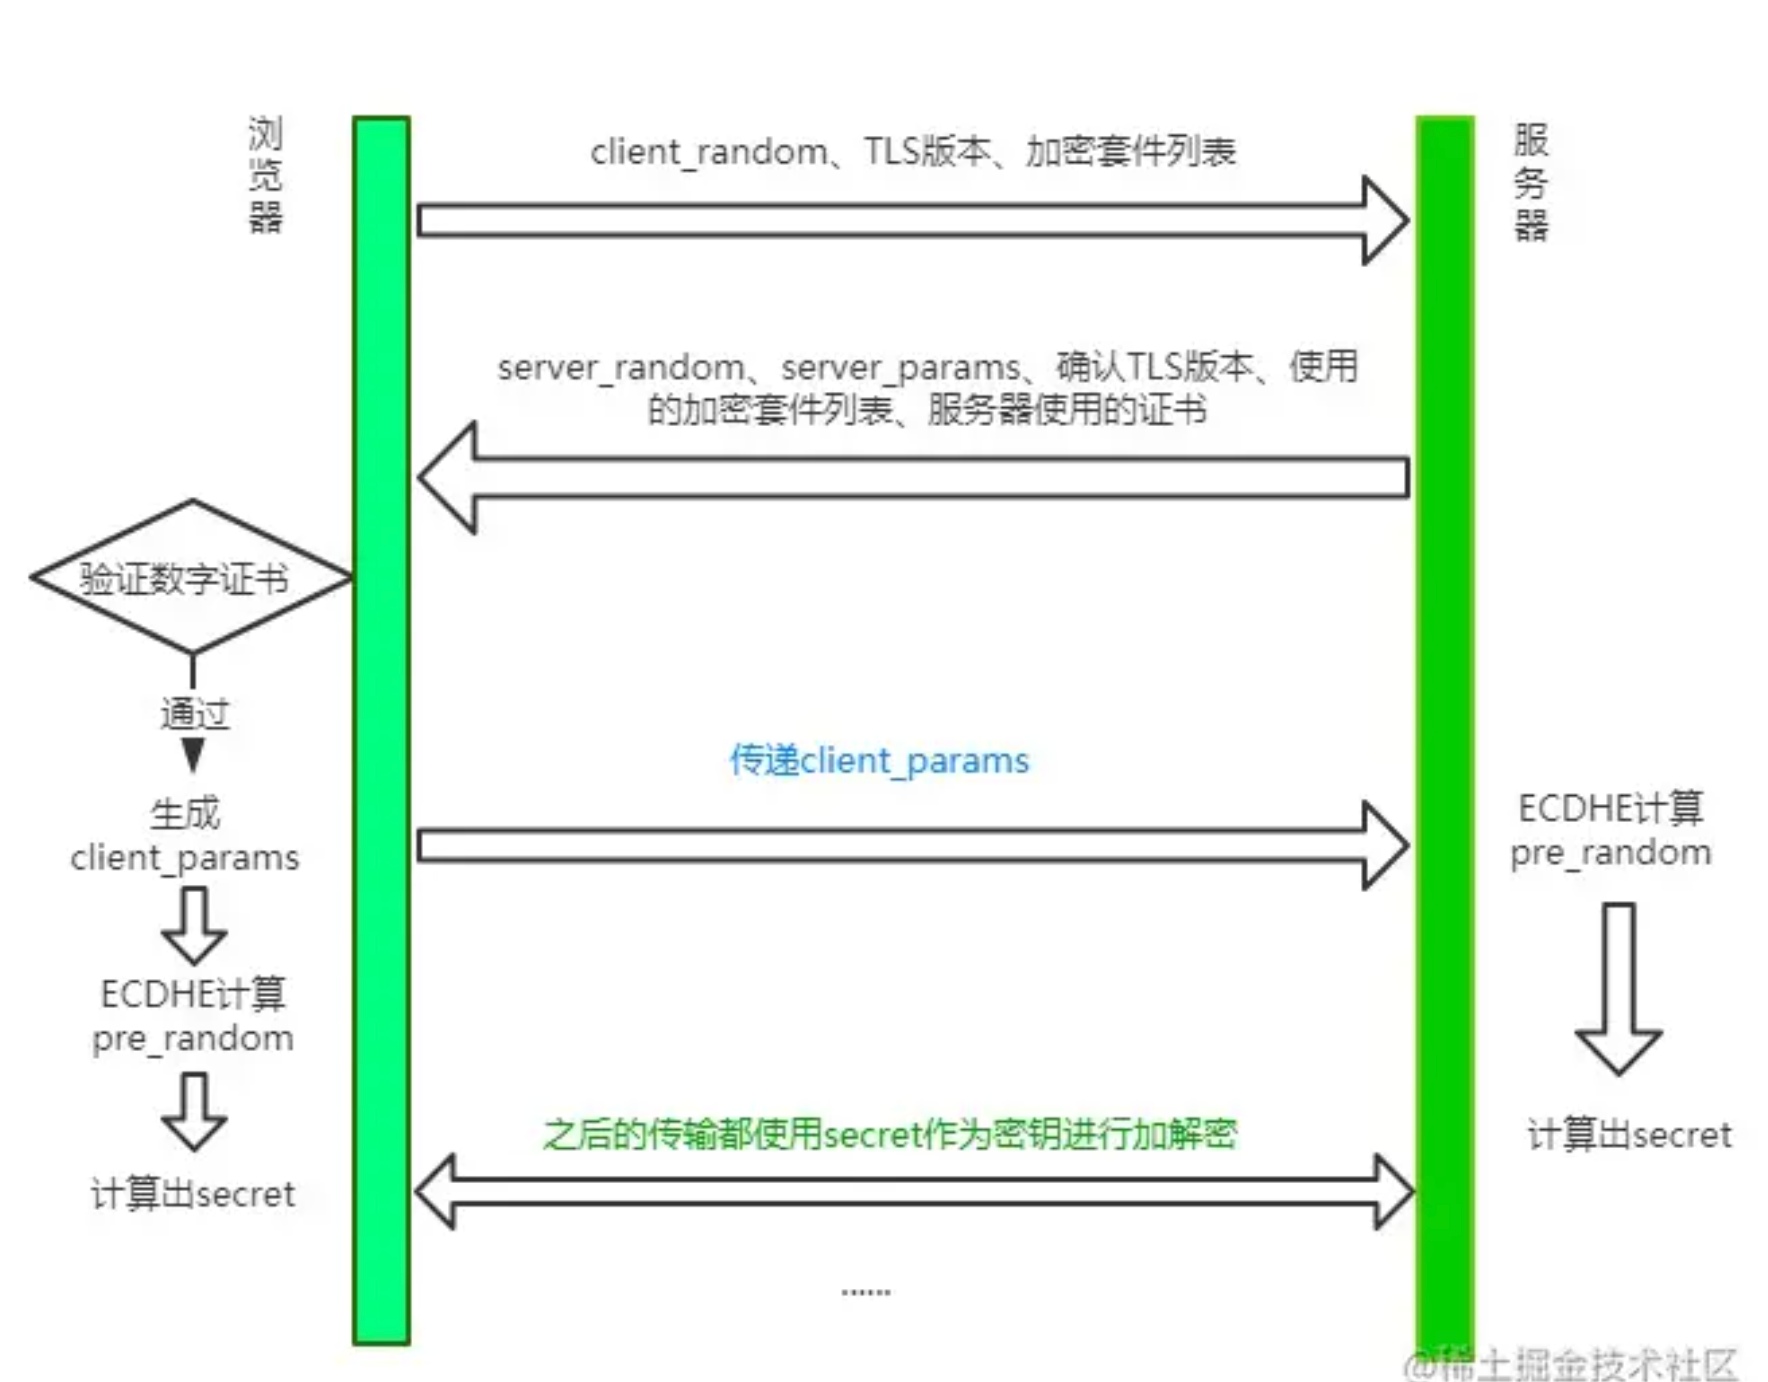 浏览器
服务器
client_random、TLS版本、加密套件列表
server_random、server_params、确认TLS版本、使用
的加密套件列表、服务器使用的证书
验证数字证书
通过
生成
client_params
传递client_params
ECDHE计算
pre_random
ECDHE计算
pre_random
之后的传输都使用secret作为密钥进行加解密
计算出secret
计算出secret
......
@稀土掘金技术社区